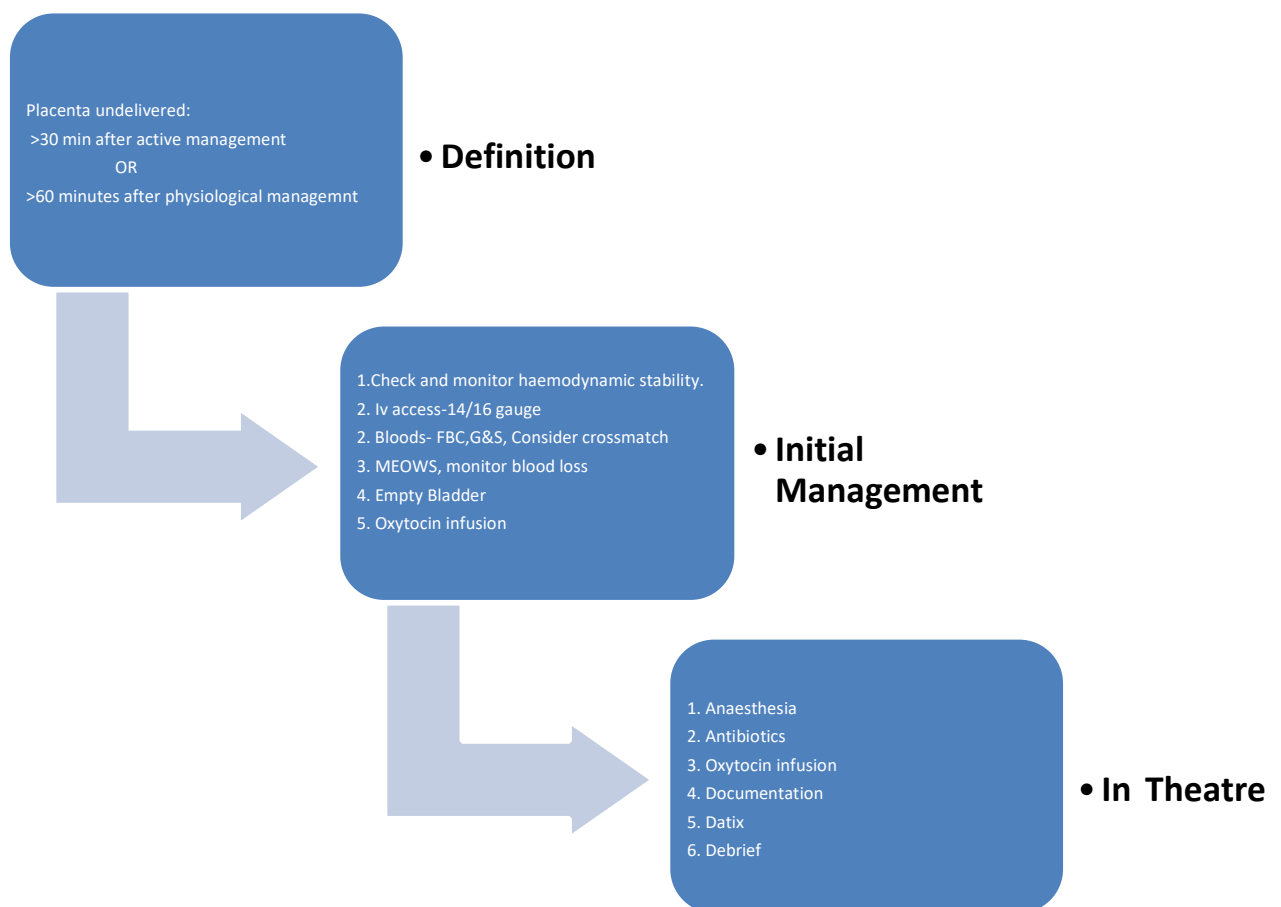 Placenta undelivered:
>30 min after active management
OR
>60 minutes after physiological managemnt
• Definition
1.Check and monitor haemodynamic stability.
2. Iv access-14/16 gauge
2. Bloods- FBC,G&S, Consider crossmatch
3. MEOWS, monitor blood loss
4. Empty Bladder
5. Oxytocin infusion
• Initial
Management
1. Anaesthesia
2. Antibiotics
3. Oxytocin infusion
4. Documentation
5. Datix
6. Debrief
• In Theatre